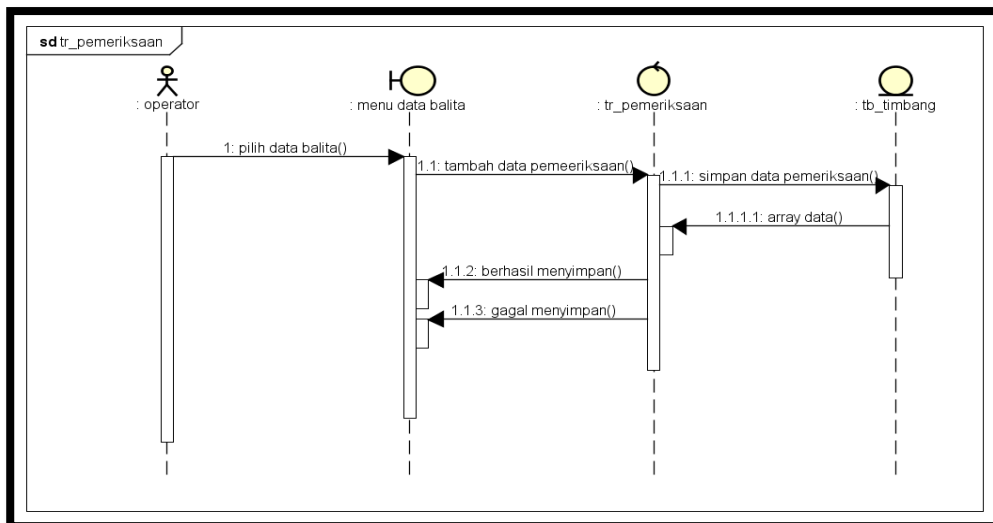 sd tr_pemeriksaan
: operator
: menu data balita
: tr_pemeriksaan
: tb_timbang
1: pilih data balita()
1.1: tambah data pemeeriksaan()
1.1.1: simpan data pemeriksaan()
1.1.1.1: array data()
1.1.2: berhasil menyimpan()
1.1.3: gagal menyimpan()